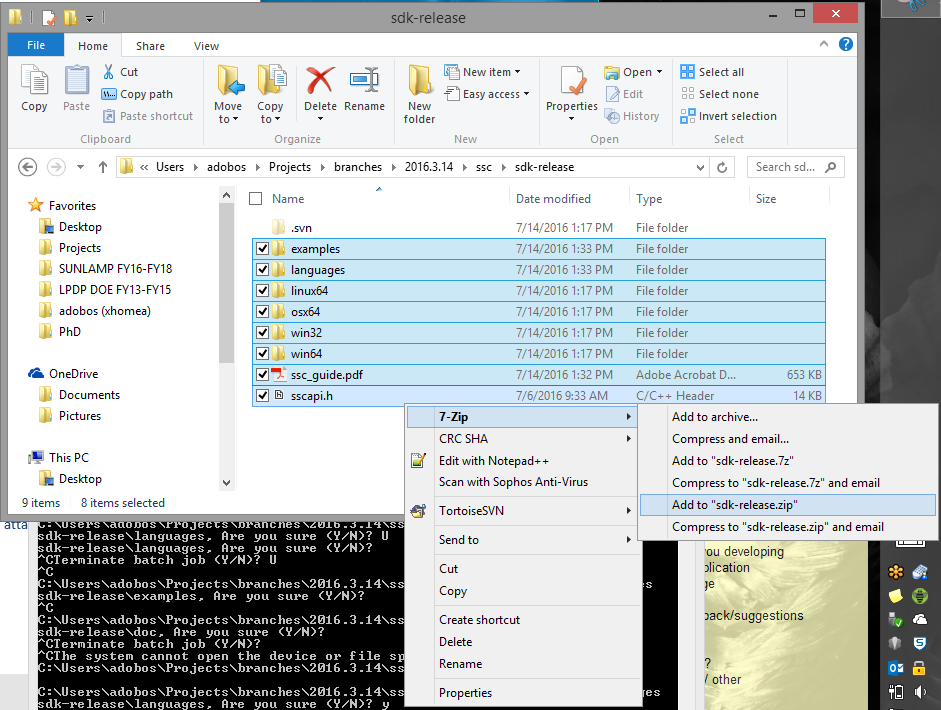 sdk-release
File Home Share View
Copy
Paste
Cut
Copy path
Paste shortcut
Clipboard
Move to
Copy to
Delete
Rename
Organize
New folder
New item
Easy access
New
Properties
Open
Edit
History
Open
Select all
Select none
Invert selection
Select
« Users adobos Projects branches 2016.3.14 ssc sdk-release
Search sd...
Favorites
Desktop
Projects
SUNLAMP FY16-FY18
LPDP DOE FY13-FY15
adobos (xhomea)
PhD
OneDrive
Documents
Pictures
This PC
Desktop
Name Date modified Type Size
.svn 7/14/2016 1:17 PM File folder
examples 7/14/2016 1:33 PM File folder
languages 7/14/2016 1:33 PM File folder
linux64 7/14/2016 1:17 PM File folder
osx64 7/14/2016 1:17 PM File folder
win32 7/14/2016 1:17 PM File folder
win64 7/14/2016 1:17 PM File folder
ssc_guide.pdf 7/14/2016 1:32 PM Adobe Acrobat D... 653 KB
sscapi.h 7/6/2016 9:33 AM C/C++ Header 14 KB
9 items 8 items selected
7-Zip
CRC SHA
Edit with Notepad++
Scan with Sophos Anti-Virus
TortoiseSVN
Send to
Cut
Copy
Create shortcut
Delete
Rename
Properties
Add to archive...
Compress and email...
Add to "sdk-release.7z"
Compress to "sdk-release.7z" and email
Add to "sdk-release.zip"
Compress to "sdk-release.zip" and email
atta
C:\Users\adobos\Projects\branches\2016.3.14\ss
sdk-release\languages, Are you sure (Y/N)? U
^CTerminate batch job (Y/N)? U
^C
C:\Users\adobos\Projects\branches\2016.3.14\ss es
sdk-release\examples, Are you sure (Y/N)?
^C
C:\Users\adobos\Projects\branches\2016.3.14\ss
sdk-release\doc, Are you sure (Y/N)?
^CTerminate batch job (Y/N)?
^CThe system cannot open the device or file sp
C:\Users\adobos\Projects\branches\2016.3.14\ss
C:\Users\adobos\Projects\branches\2016.3.14\ss ges
sdk-release\languages, Are you sure (Y/N)? y
you developing
plication
ge
back/suggestions
?
/ other